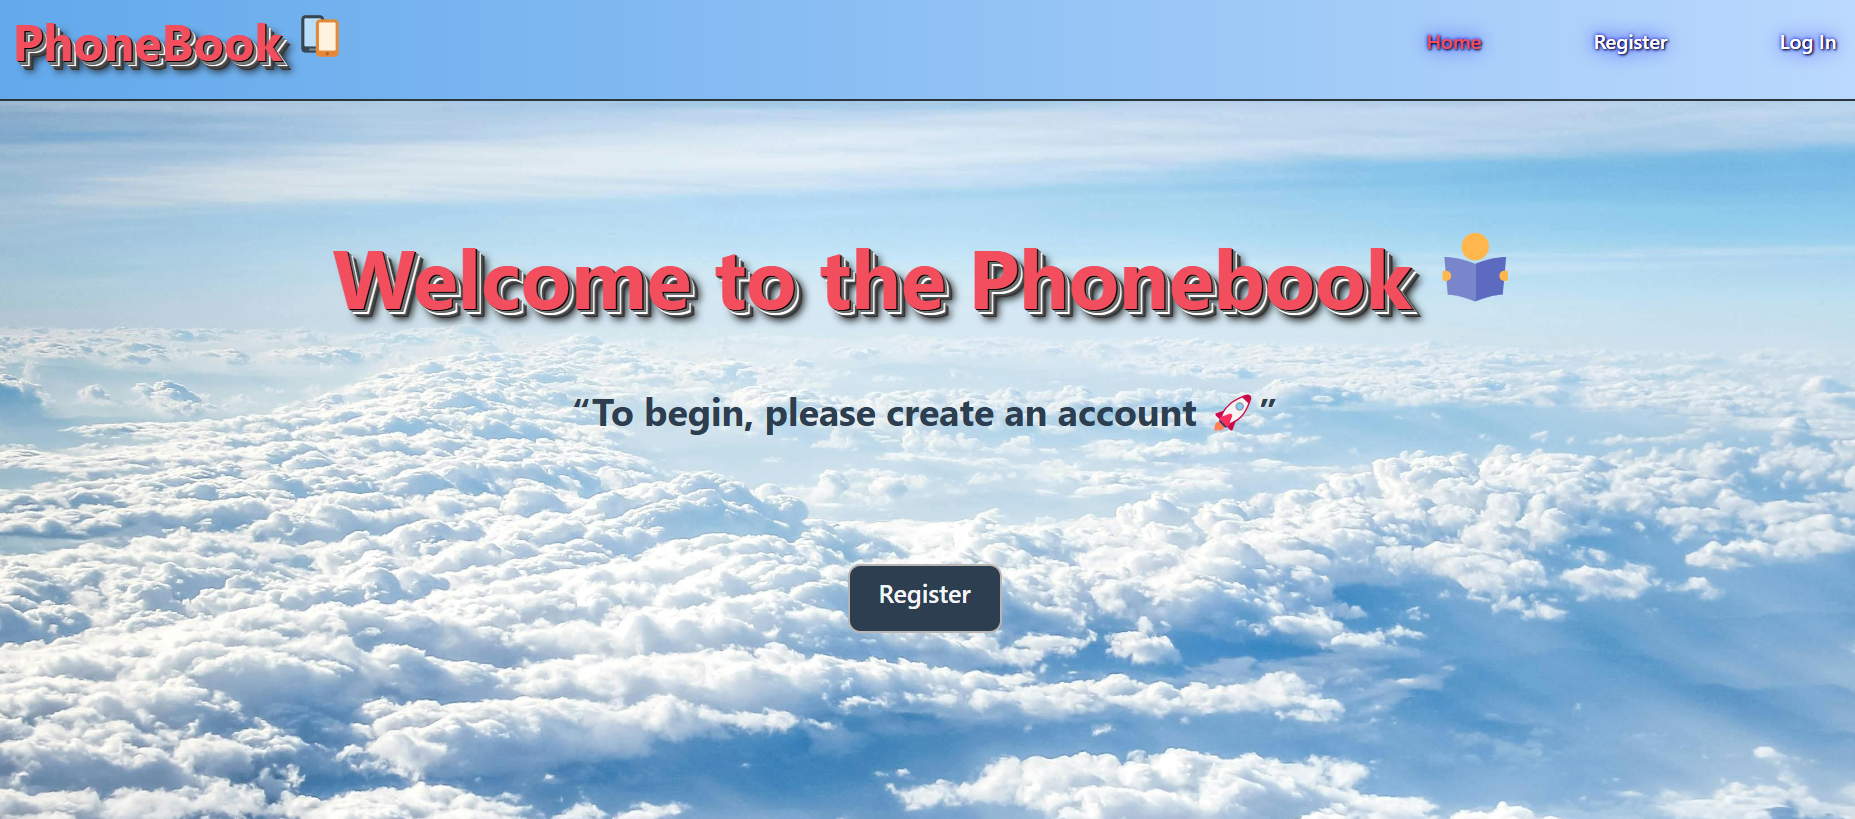 PhoneBook
Home
Register
Log In
Welcome to the Phonebook
“To begin, please create an account 🚀”
Register